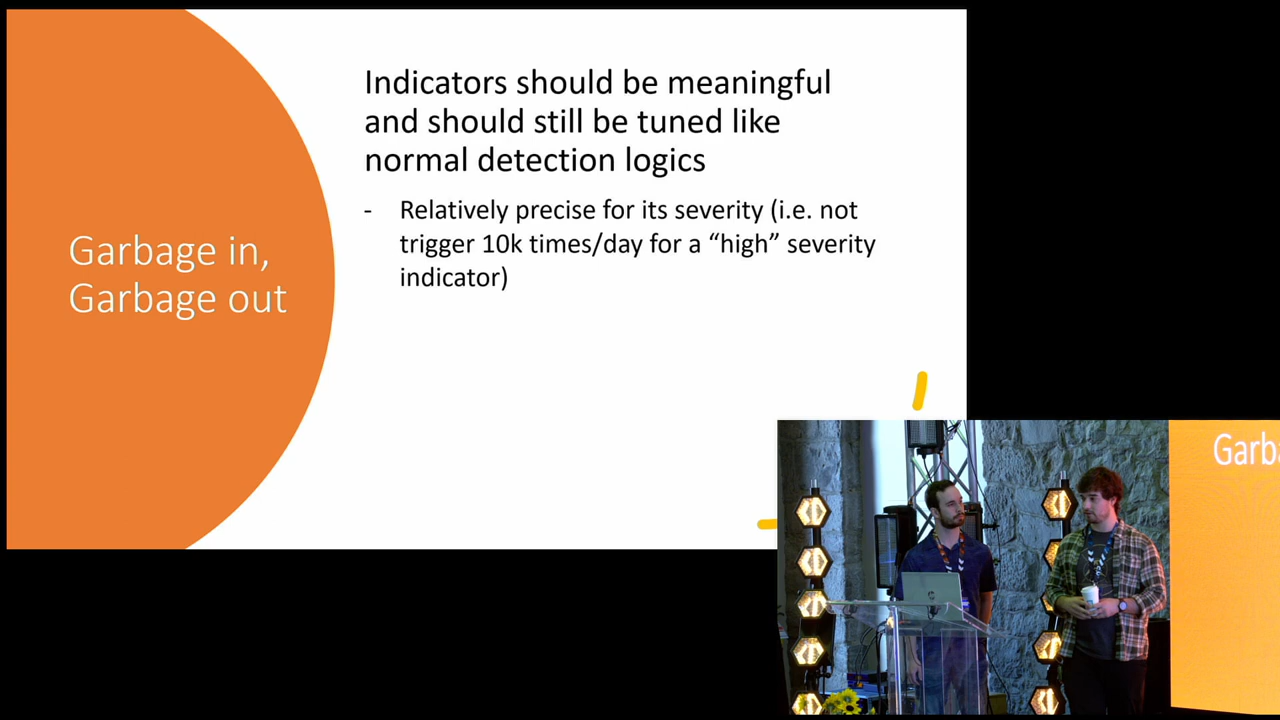 Garbage in,
Garbage out
Indicators should be meaningful
and should still be tuned like
normal detection logics
- Relatively precise for its severity (i.e. not
trigger 10k times/day for a “high” severity
indicator)
Garba